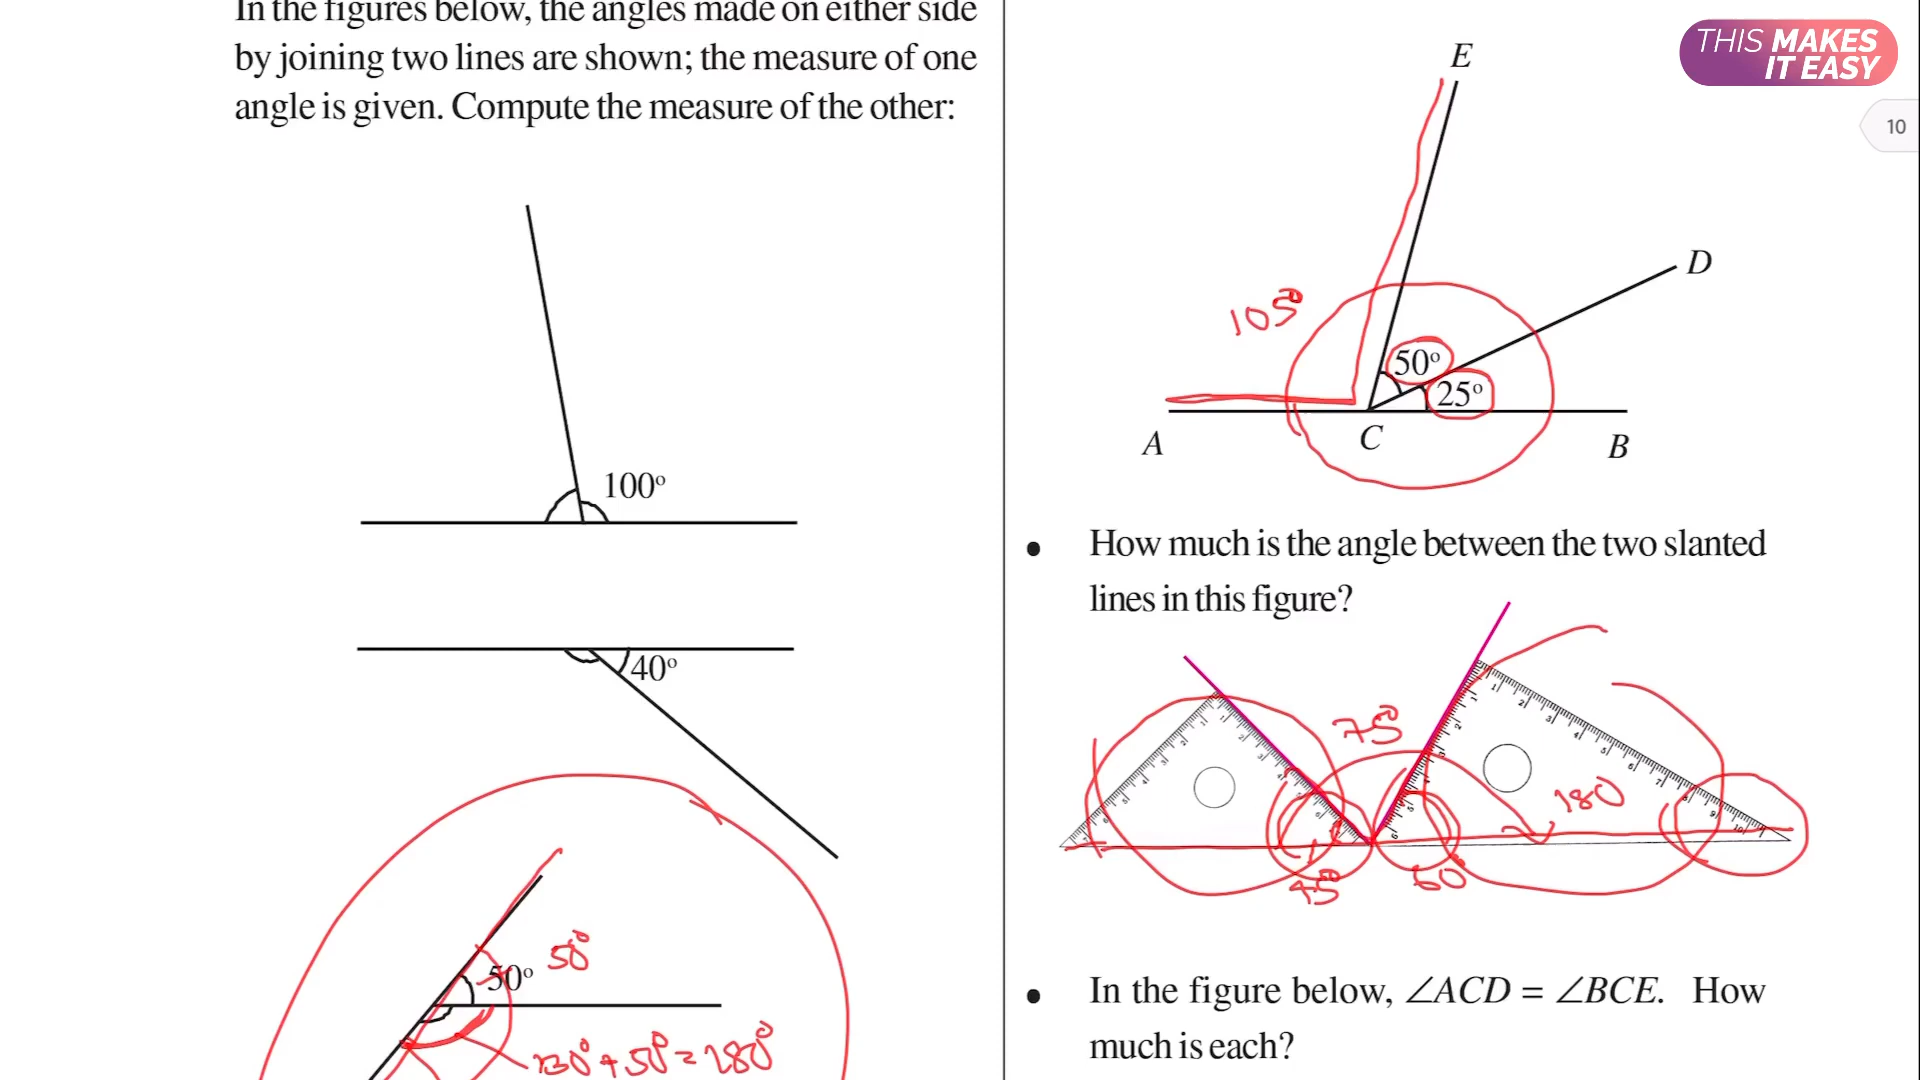 In the figures below, the angles made on either side
by joining two lines are shown; the measure of one
angle is given. Compute the measure of the other:
100°
40°
50°
50°
130° + 50° = 180°
THIS MAKES
IT EASY
10
E
D
105°
50°
25°
A
C
B
• How much is the angle between the two slanted
lines in this figure?
75°
180
45°
60°
• In the figure below, ∠ACD = ∠BCE. How
much is each?